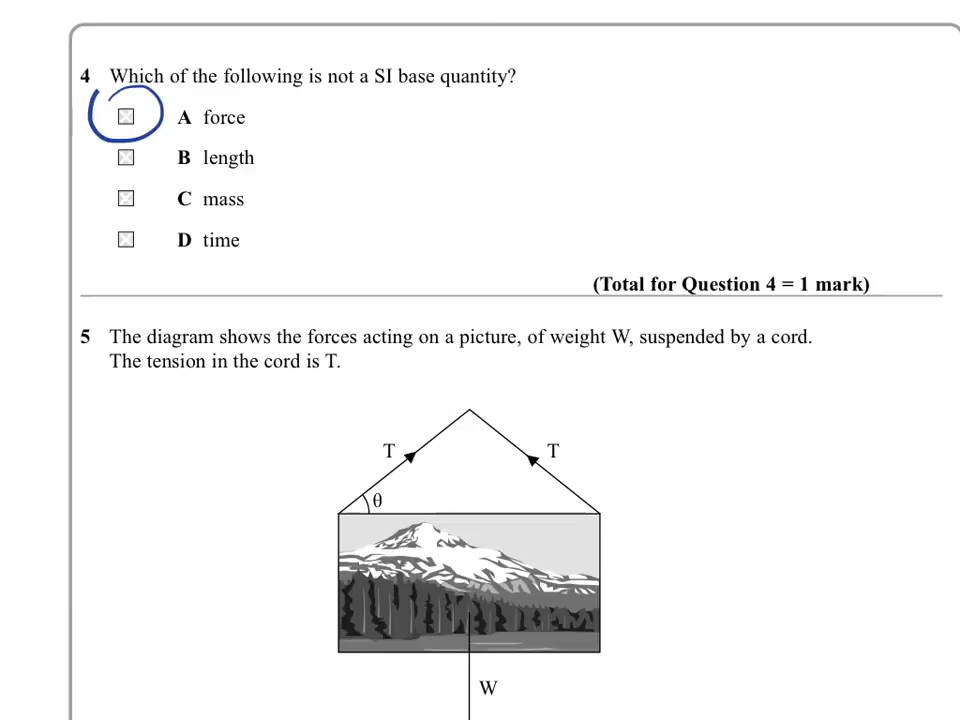 4 Which of the following is not a SI base quantity?
A force
B length
C mass
D time
(Total for Question 4 = 1 mark)
5 The diagram shows the forces acting on a picture, of weight W, suspended by a cord.
The tension in the cord is T.
T T
θ
W